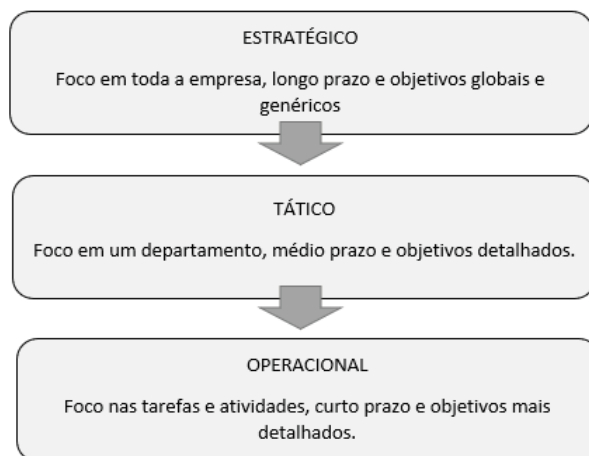 ESTRATÉGICO
Foco em toda a empresa, longo prazo e objetivos globais e
genéricos
TÁTICO
Foco em um departamento, médio prazo e objetivos detalhados.
OPERACIONAL
Foco nas tarefas e atividades, curto prazo e objetivos mais
detalhados.